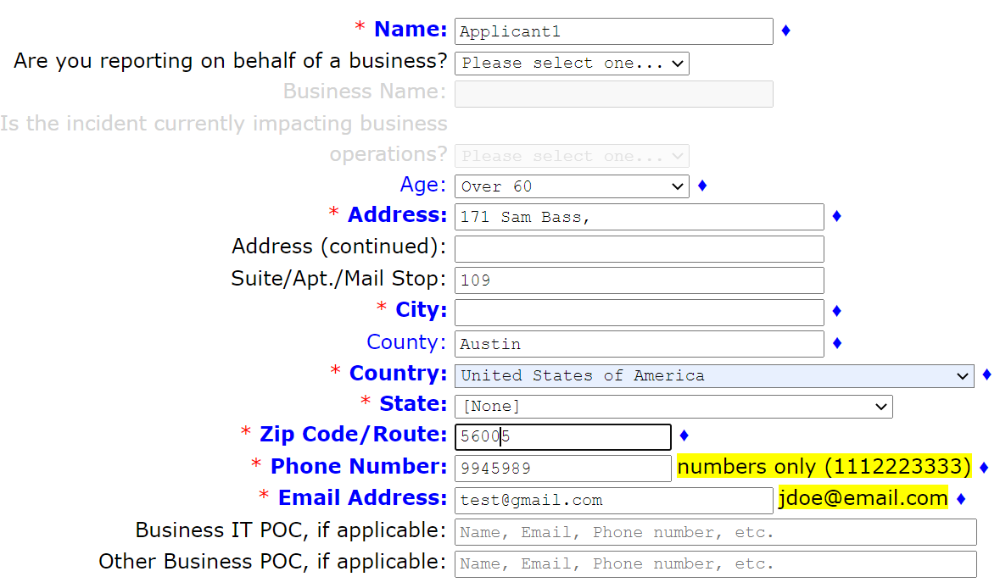 * Name: Applicant1 ♦
Are you reporting on behalf of a business? Please select one...
Business Name:
Is the incident currently impacting business
operations? Please select one...
Age: Over 60 ♦
* Address: 171 Sam Bass, ♦
Address (continued):
Suite/Apt./Mail Stop: 109
* City: ♦
County: Austin ♦
* Country: United States of America ♦
* State: [None]
* Zip Code/Route: 56005 ♦
* Phone Number: 9945989 numbers only (1112223333) ♦
* Email Address: test@gmail.com jdoe@email.com ♦
Business IT POC, if applicable: Name, Email, Phone number, etc.
Other Business POC, if applicable: Name, Email, Phone number, etc.